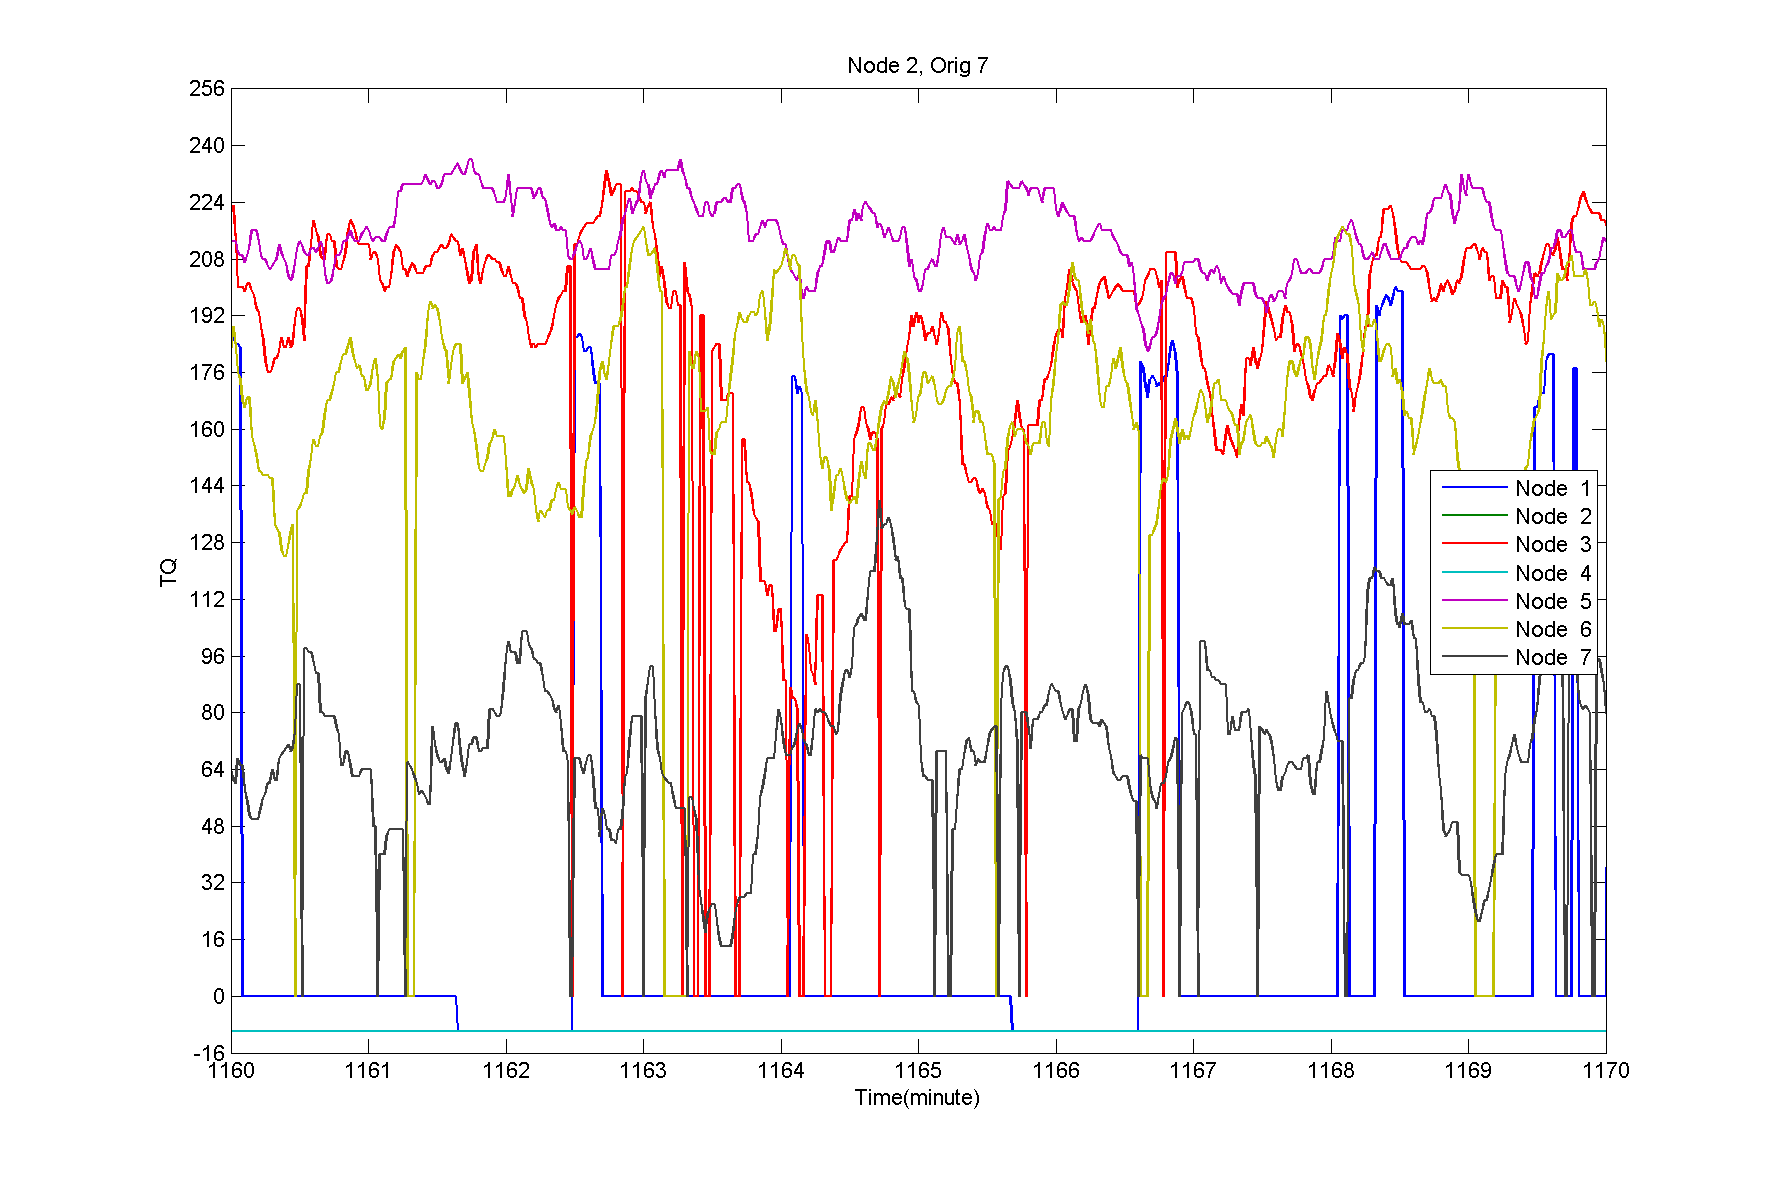 Node 2, Orig 7
256
240
224
208
192
176
160
144
128
112
96
80
64
48
32
16
0
-16
TQ
Node 1
Node 2
Node 3
Node 4
Node 5
Node 6
Node 7
1160 1161 1162 1163 1164 1165 1166 1167 1168 1169 1170
Time(minute)